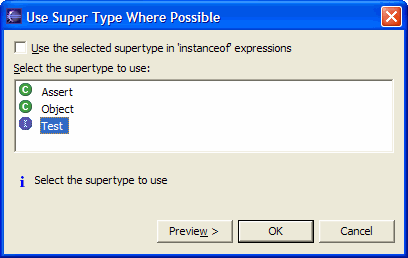 Use Super Type Where Possible
Use the selected supertype in 'instanceof' expressions
Select the supertype to use:
C Assert
C Object
I Test
i Select the supertype to use
Preview > OK Cancel